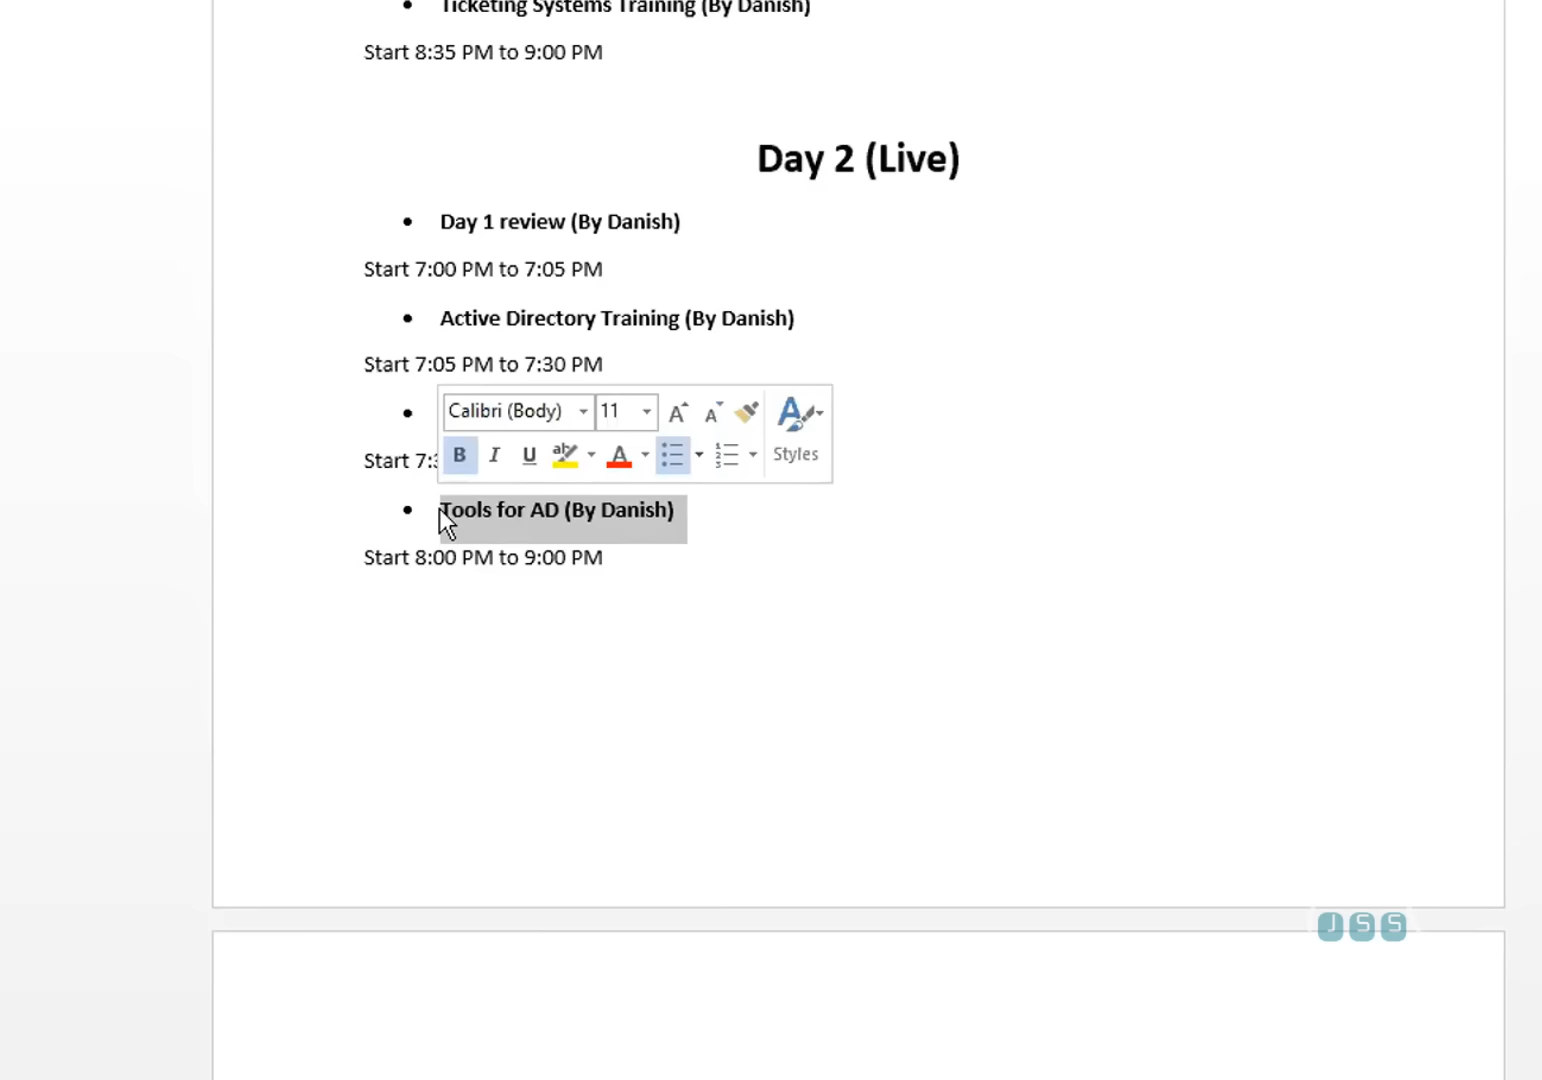 Ticketing Systems Training (By Danish)
Start 8:35 PM to 9:00 PM
Day 2 (Live)
• Day 1 review (By Danish)
Start 7:00 PM to 7:05 PM
• Active Directory Training (By Danish)
Start 7:05 PM to 7:30 PM
Calibri (Body) 11
Start 7:
B I U Styles
• Tools for AD (By Danish)
Start 8:00 PM to 9:00 PM
JSS